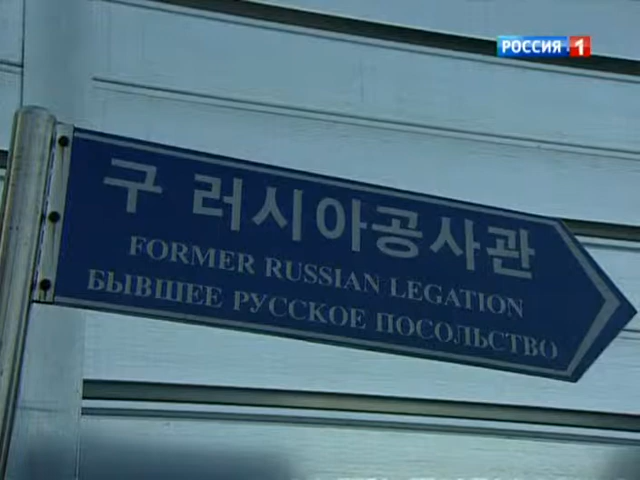 РОССИЯ 1
구 러시아공사관
FORMER RUSSIAN LEGATION
БЫВШЕЕ РУССКОЕ ПОСОЛЬСТВО